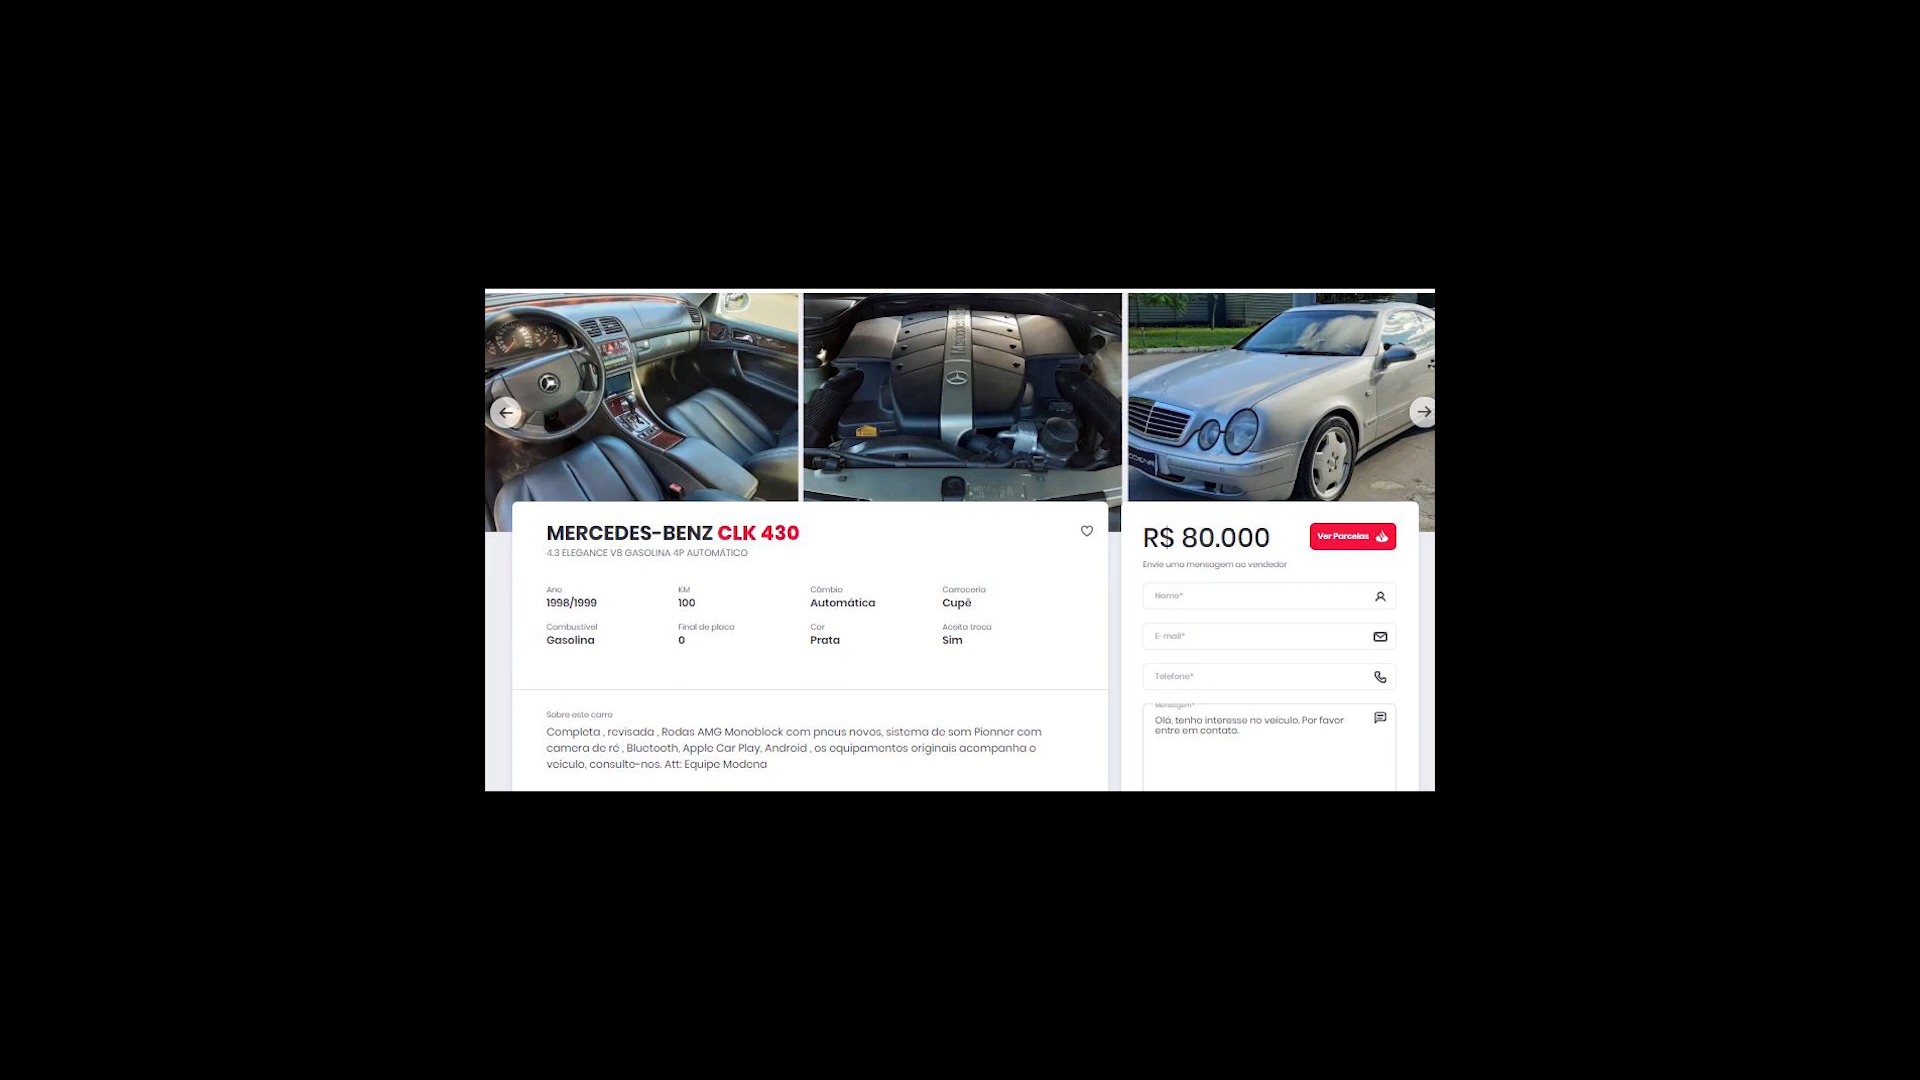 MERCEDES-BENZ CLK 430
4.3 ELEGANCE V8 GASOLINA 4P AUTOMÁTICO
Ano
KM
Câmbio
Carroceria
1998/1999
100
Automática
Cupê
Combustível
Final de placa
Cor
Aceita troca
Gasolina
0
Prata
Sim
Sobre este carro
Completa , revisada , Rodas AMG Monoblock com pneus novos, sistema de som Pionner com
camera de ré , Bluetooth, Apple Car Play, Android , os equipamentos originais acompanha o
veiculo, consulte-nos. Att: Equipe Modena
R$ 80.000
Ver Parcelas
Envie uma mensagem ao vendedor
Nome*
E-mail*
Telefone*
Mensagem*
Olá, tenho interesse no veículo. Por favor
entre em contato.